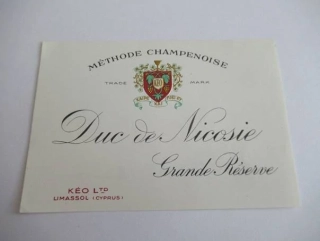 MÉTHODE CHAMPENOISE
TRADE MARK
Duc de Nicosie
Grande Réserve
KÉO LTD
LIMASSOL (CYPRUS)